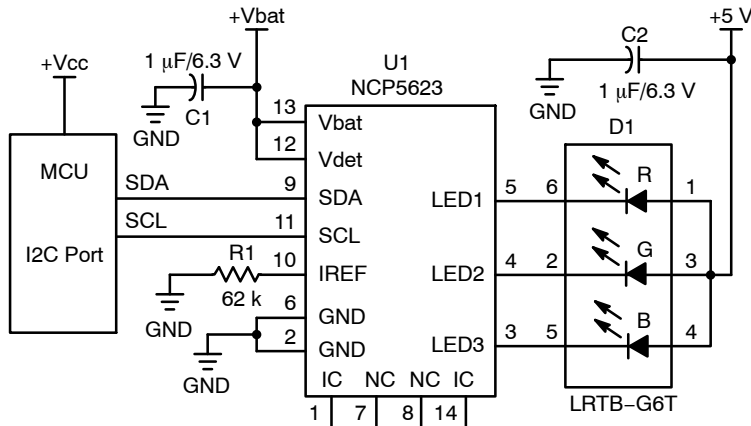 +Vbat
+5 V
+Vcc
1 μF/6.3 V
C1
GND
U1
NCP5623
C2
1 μF/6.3 V
GND
D1
MCU
I2C Port
SDA
SCL
13
Vbat
12
Vdet
9
SDA
11
SCL
R1
62 k
10
IREF
GND
6
GND
2
GND
GND
LED1
5
6
R
1
LED2
4
2
G
3
LED3
3
5
B
4
IC
NC
NC
IC
1
7
8
14
LRTB−G6T